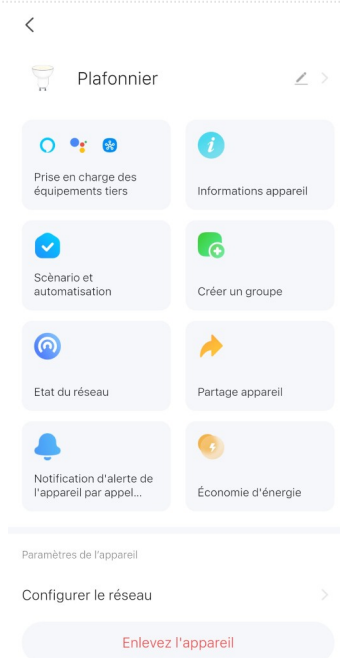 Plafonnier
Prise en charge des
équipements tiers
Informations appareil
Scènario et
automatisation
Créer un groupe
Etat du réseau
Partage appareil
Notification d'alerte de
l'appareil par appel...
Économie d'énergie
Paramètres de l'appareil
Configurer le réseau
Enlevez l'appareil